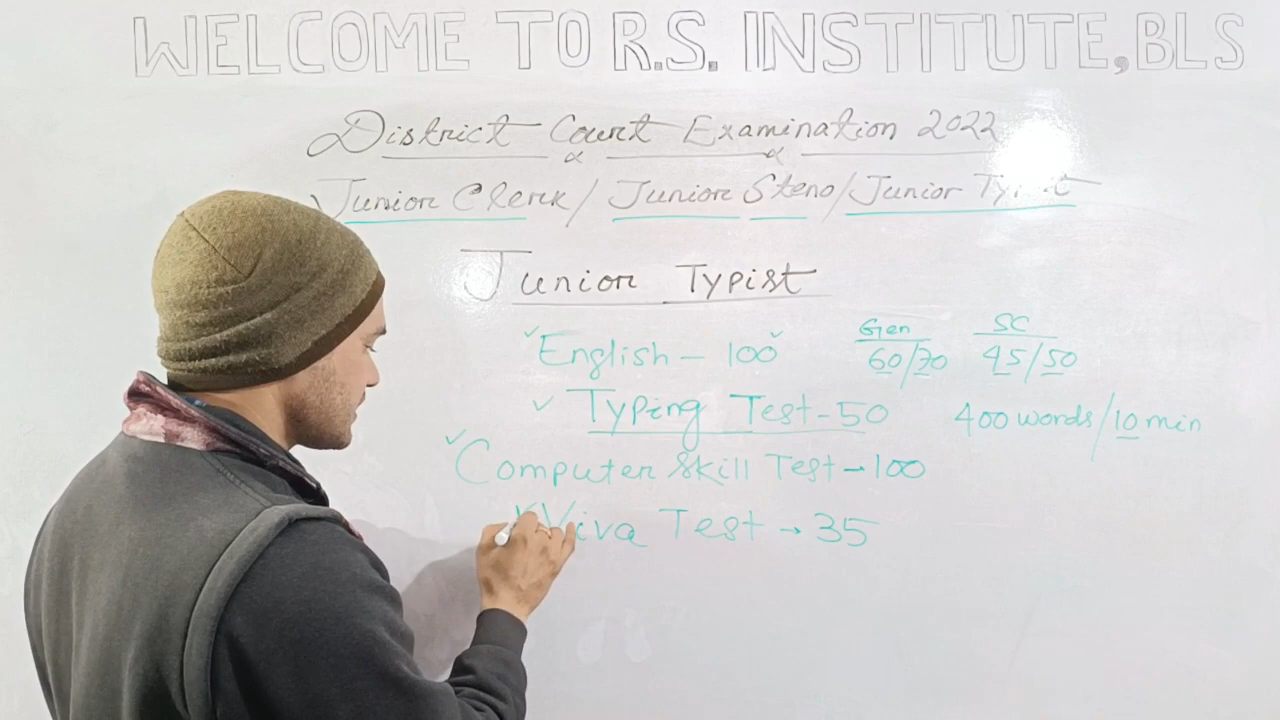 WELCOME TO R.S. INSTITUTE, BLS
District Court Examination 2022
Junior Clerk / Junior Steno / Junior Typist
Junior Typist
✓ English – 100 ✓ Gen 60/70 SC 45/50
✓ Typing Test - 50 400 words/10 min
✓ Computer Skill Test → 100
✓ Viva Test → 35